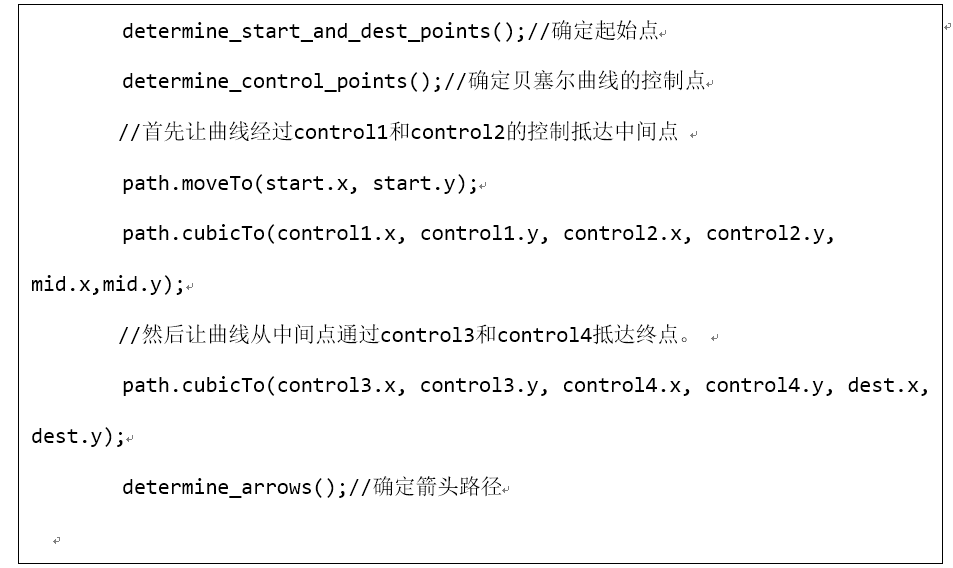 determine_start_and_dest_points();//确定起始点
determine_control_points();//确定贝塞尔曲线的控制点
//首先让曲线经过control1和control2的控制抵达中间点
path.moveTo(start.x, start.y);
path.cubicTo(control1.x, control1.y, control2.x, control2.y,
mid.x,mid.y);
//然后让曲线从中间点通过control3和control4抵达终点。
path.cubicTo(control3.x, control3.y, control4.x, control4.y, dest.x,
dest.y);
determine_arrows();//确定箭头路径